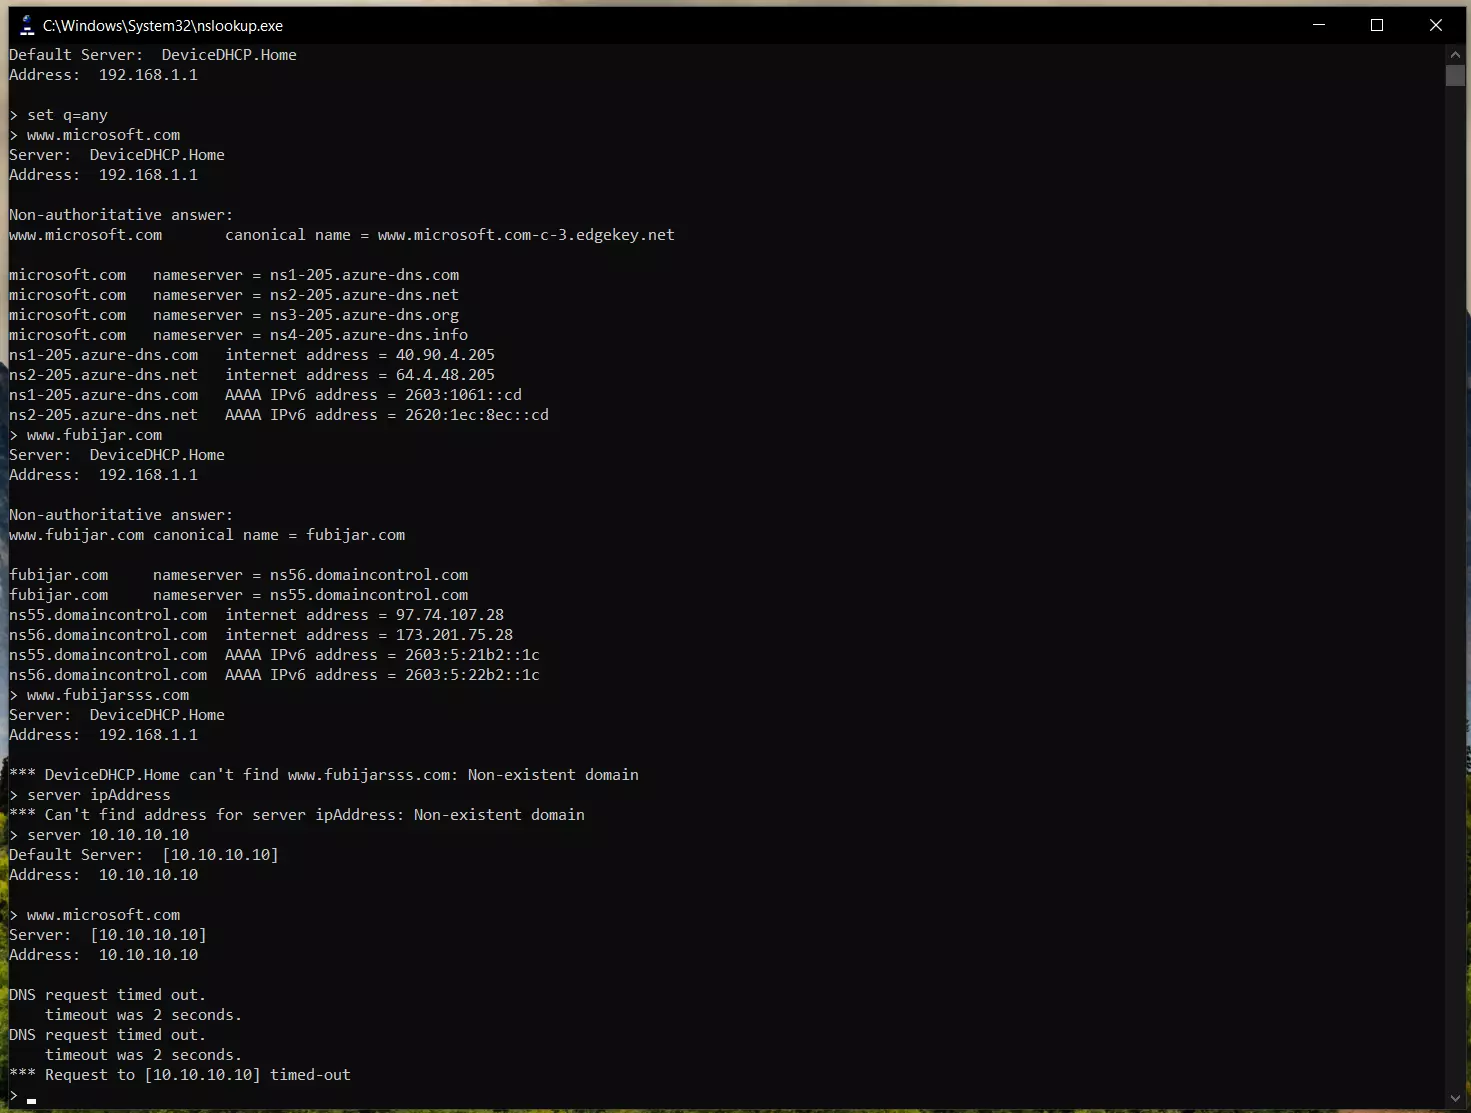 C:\Windows\System32\nslookup.exe
Default Server:  DeviceDHCP.Home
Address:  192.168.1.1

> set q=any
> www.microsoft.com
Server:  DeviceDHCP.Home
Address:  192.168.1.1

Non-authoritative answer:
www.microsoft.com       canonical name = www.microsoft.com-c-3.edgekey.net

microsoft.com   nameserver = ns1-205.azure-dns.com
microsoft.com   nameserver = ns2-205.azure-dns.net
microsoft.com   nameserver = ns3-205.azure-dns.org
microsoft.com   nameserver = ns4-205.azure-dns.info
ns1-205.azure-dns.com   internet address = 40.90.4.205
ns2-205.azure-dns.net   internet address = 64.4.48.205
ns1-205.azure-dns.com   AAAA IPv6 address = 2603:1061::cd
ns2-205.azure-dns.net   AAAA IPv6 address = 2620:1ec:8ec::cd
> www.fubijar.com
Server:  DeviceDHCP.Home
Address:  192.168.1.1

Non-authoritative answer:
www.fubijar.com canonical name = fubijar.com

fubijar.com     nameserver = ns56.domaincontrol.com
fubijar.com     nameserver = ns55.domaincontrol.com
ns55.domaincontrol.com  internet address = 97.74.107.28
ns56.domaincontrol.com  internet address = 173.201.75.28
ns55.domaincontrol.com  AAAA IPv6 address = 2603:5:21b2::1c
ns56.domaincontrol.com  AAAA IPv6 address = 2603:5:22b2::1c
> www.fubijarsss.com
Server:  DeviceDHCP.Home
Address:  192.168.1.1

*** DeviceDHCP.Home can't find www.fubijarsss.com: Non-existent domain
> server ipAddress
*** Can't find address for server ipAddress: Non-existent domain
> server 10.10.10.10
Default Server:  [10.10.10.10]
Address:  10.10.10.10

> www.microsoft.com
Server:  [10.10.10.10]
Address:  10.10.10.10

DNS request timed out.
    timeout was 2 seconds.
DNS request timed out.
    timeout was 2 seconds.
*** Request to [10.10.10.10] timed-out
>